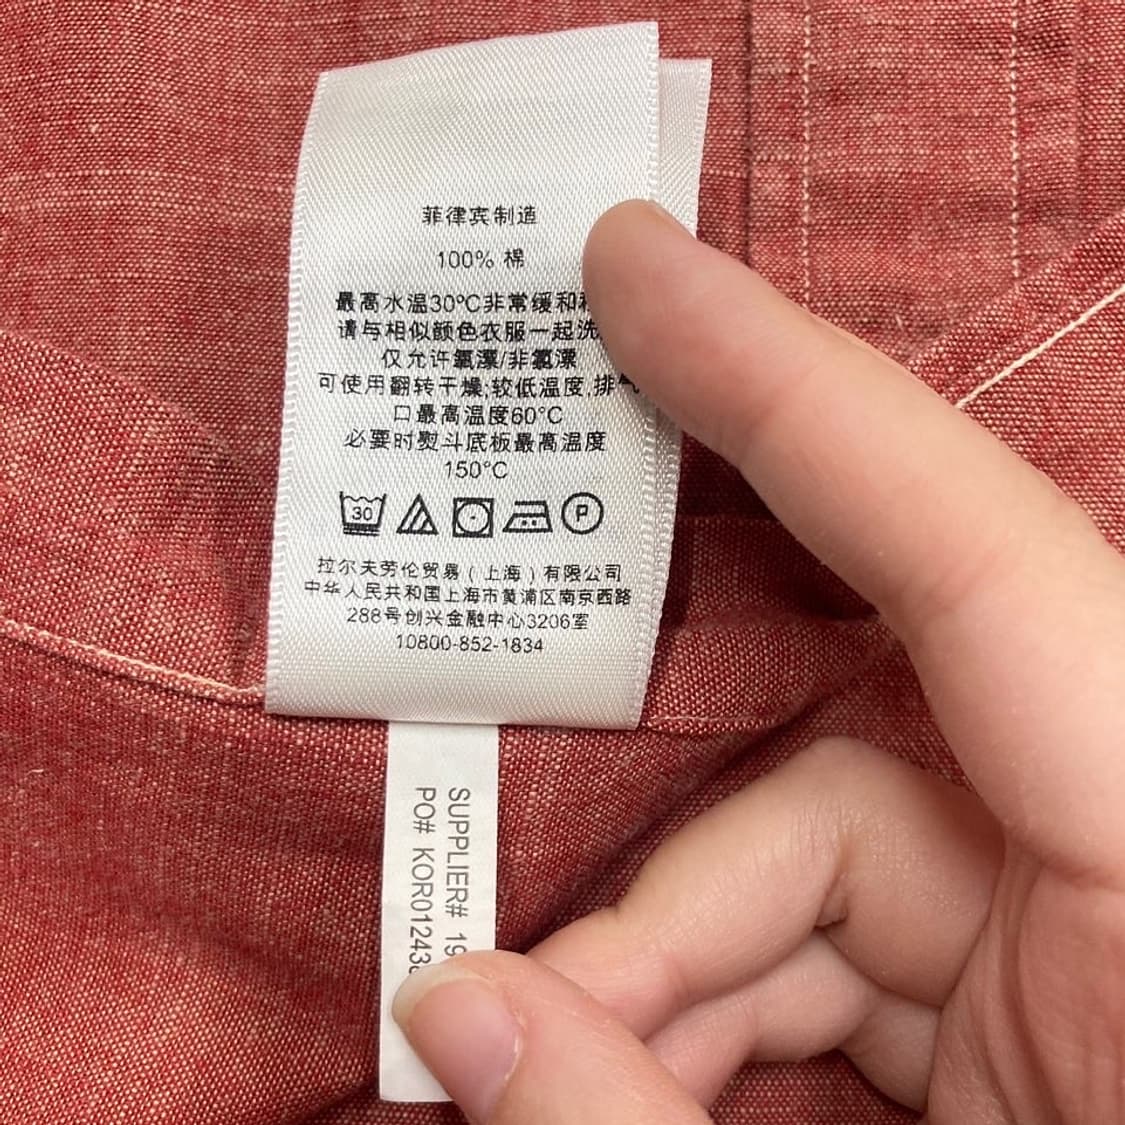 菲律宾制造
100% 棉
最高水温30ºC非常缓和
请与相似颜色衣服一起洗
仅允许氧漂/非氯漂
可使用翻转干燥;较低温度,排气
口最高温度60°C
必要时熨斗底板最高温度
150°C
30
P
拉尔夫劳伦贸易(上海)有限公司
中华人民共和国上海市黄浦区南京西路
288号创兴金融中心3206室
10800-852-1834
SUPPLIER# 19
PO# KOR01243